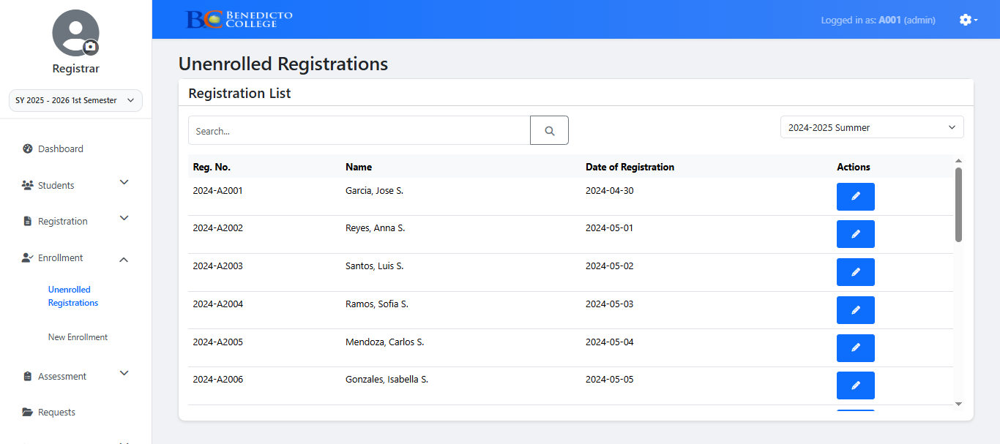 BC BENEDICTO COLLEGE
Logged in as: A001 (admin)
Registrar
SY 2025 - 2026 1st Semester
Dashboard
Students
Registration
Enrollment
Unenrolled
Registrations
New Enrollment
Assessment
Requests
Unenrolled Registrations
Registration List
Search...
2024-2025 Summer
Reg. No. Name Date of Registration Actions
2024-A2001 Garcia, Jose S. 2024-04-30
2024-A2002 Reyes, Anna S. 2024-05-01
2024-A2003 Santos, Luis S. 2024-05-02
2024-A2004 Ramos, Sofia S. 2024-05-03
2024-A2005 Mendoza, Carlos S. 2024-05-04
2024-A2006 Gonzales, Isabella S. 2024-05-05